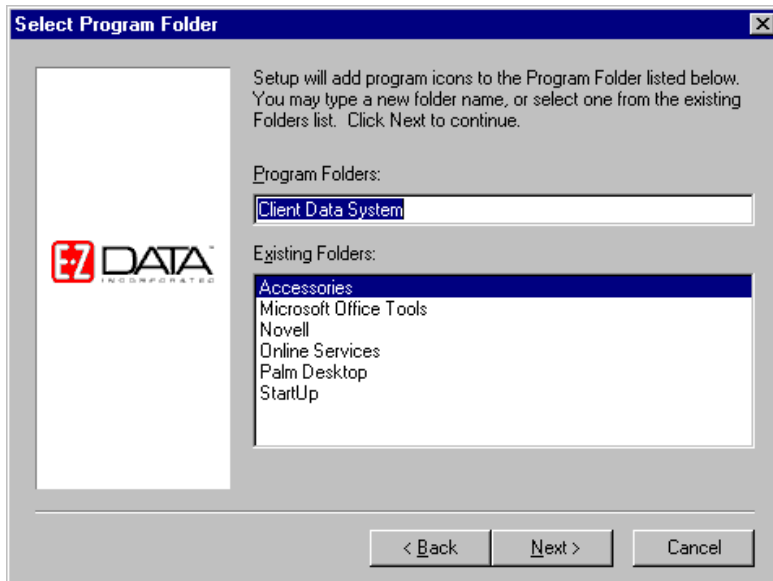 Select Program Folder
Setup will add program icons to the Program Folder listed below.
You may type a new folder name, or select one from the existing
Folders list.  Click Next to continue.
Program Folders:
Client Data System
E-Z DATA™
INCORPORATED
Existing Folders:
Accessories
Microsoft Office Tools
Novell
Online Services
Palm Desktop
StartUp
< Back
Next >
Cancel